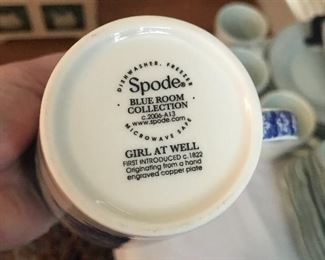 DISHWASHER, FREEZER
Spode®
BLUE ROOM
COLLECTION
c.2006-A13
www.spode.com
MICROWAVE SAFE
GIRL AT WELL
FIRST INTRODUCED c.1822
Originating from a hand
engraved copper plate